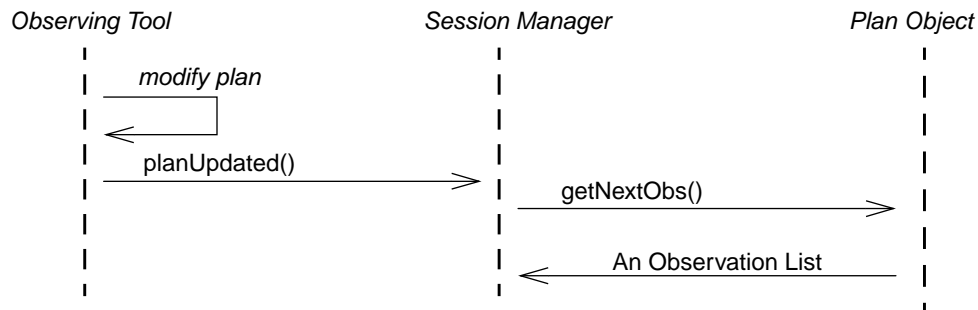 Observing Tool
Session Manager
Plan Object
modify plan
planUpdated()
getNextObs()
An Observation List